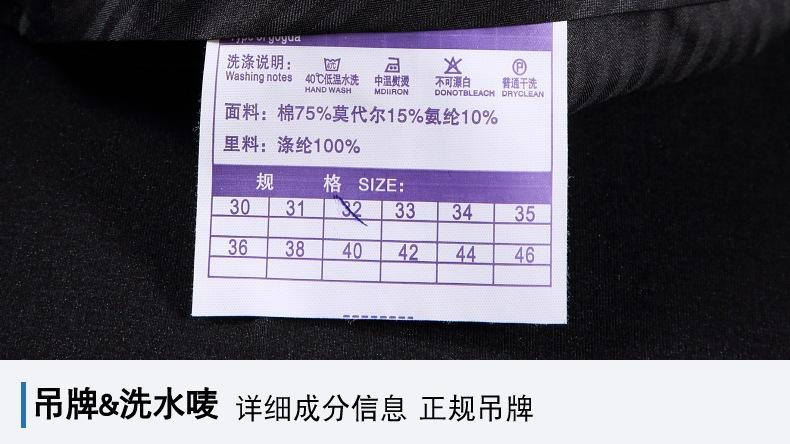 Type of goyda
洗涤说明：
Washing notes
40℃低温水洗 中温熨烫 不可漂白 普通干洗
HAND WASH MDIIRON DONOTBLEACH DRYCLEAN
面料：棉75%莫代尔15%氨纶10%
里料：涤纶100%
规 格 SIZE：
30 31 32 33 34 35
36 38 40 42 44 46
吊牌&洗水唛 详细成分信息 正规吊牌